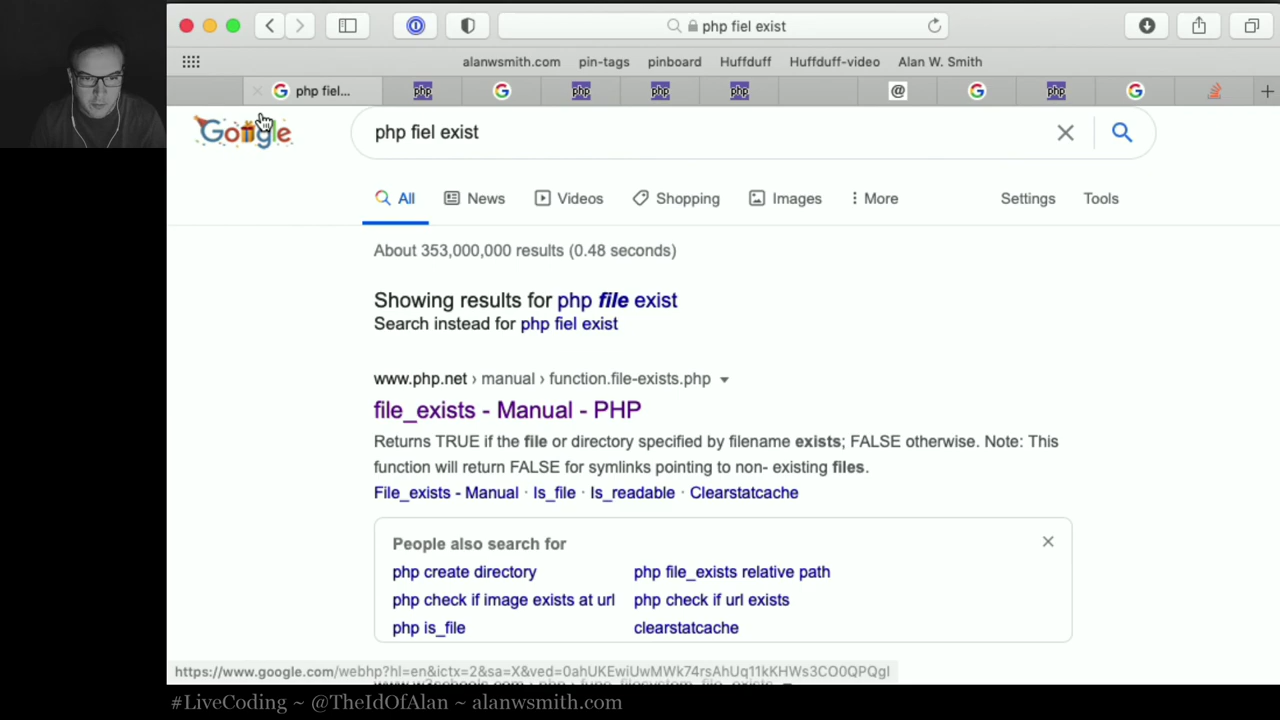 php fiel exist
alanwsmith.com pin-tags pinboard Huffduff Huffduff-video Alan W. Smith
php fiel... php php php php @ php
Google php fiel exist
All News Videos Shopping Images More Settings Tools
About 353,000,000 results (0.48 seconds)
Showing results for php file exist
Search instead for php fiel exist
www.php.net › manual › function.file-exists.php
file_exists - Manual - PHP
Returns TRUE if the file or directory specified by filename exists; FALSE otherwise. Note: This
function will return FALSE for symlinks pointing to non- existing files.
File_exists - Manual · Is_file · Is_readable · Clearstatcache
People also search for
php create directory php file_exists relative path
php check if image exists at url php check if url exists
php is_file clearstatcache
https://www.google.com/webhp?hl=en&ictx=2&sa=X&ved=0ahUKEwiUwMWk74rsAhUq11kKHWs3CO0QPQgI
#LiveCoding ~ @TheIdOfAlan ~ alanwsmith.com